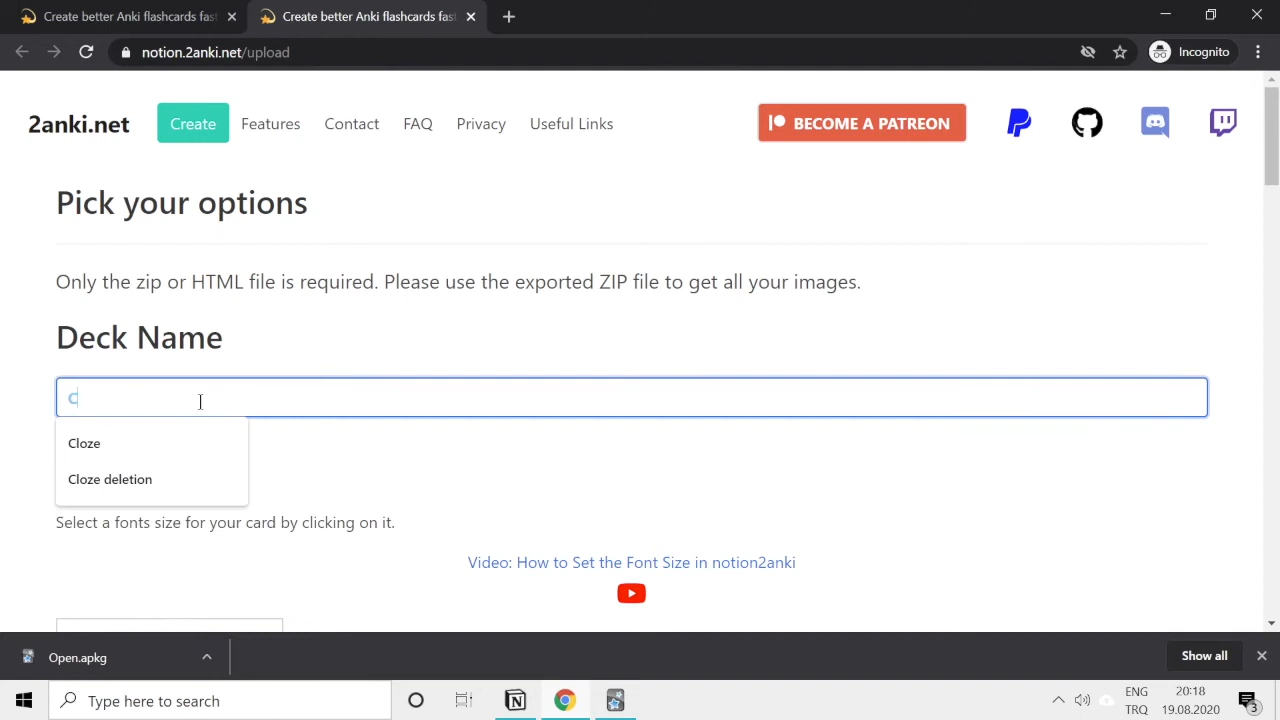 Create better Anki flashcards fast
Create better Anki flashcards fast
notion.2anki.net/upload
Incognito
2anki.net
Create
Features
Contact
FAQ
Privacy
Useful Links
BECOME A PATREON
Pick your options
Only the zip or HTML file is required. Please use the exported ZIP file to get all your images.
Deck Name
C
Cloze
Cloze deletion
Select a fonts size for your card by clicking on it.
Video: How to Set the Font Size in notion2anki
Open.apkg
Show all
Type here to search
ENG
TRQ
20:18
19.08.2020
3